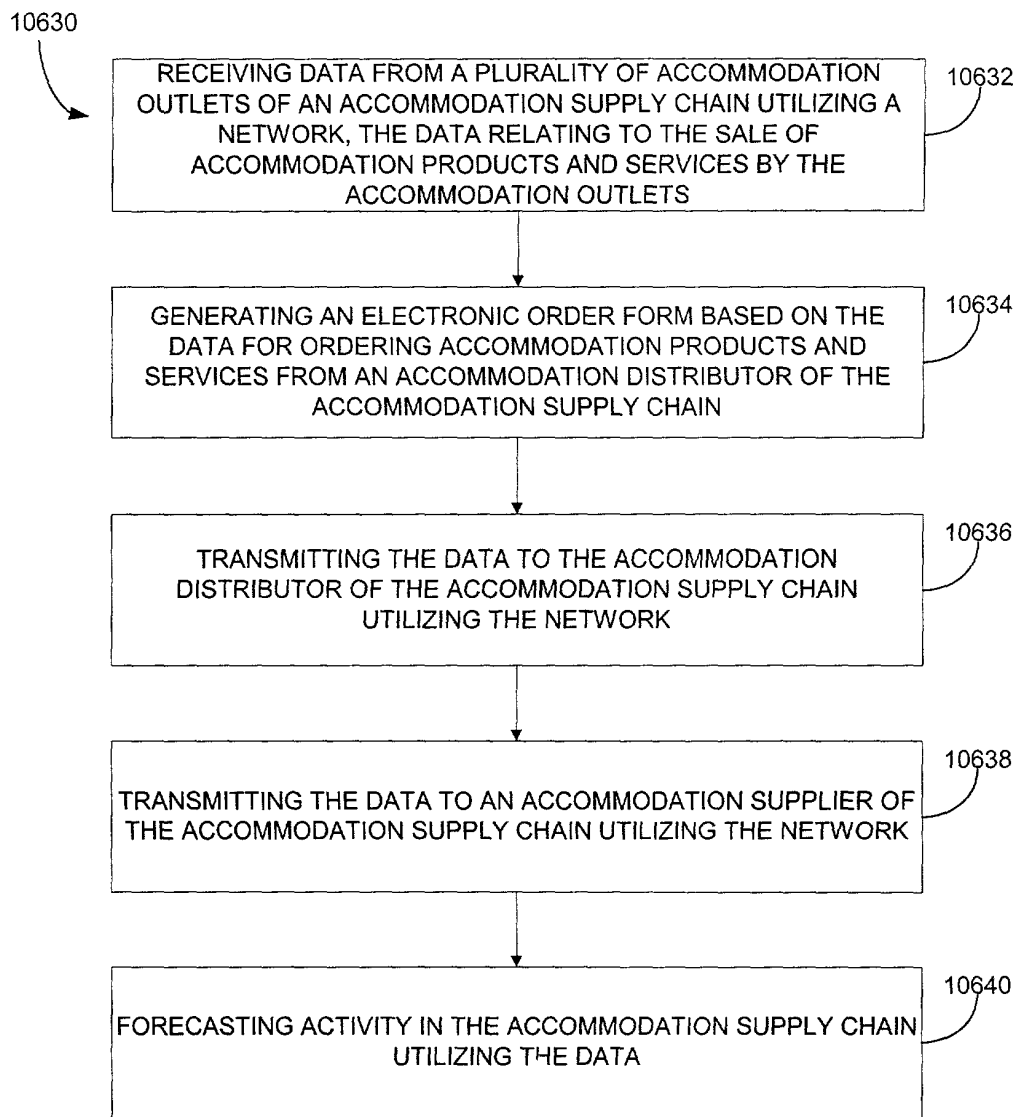 10630
RECEIVING DATA FROM A PLURALITY OF ACCOMMODATION
OUTLETS OF AN ACCOMMODATION SUPPLY CHAIN UTILIZING A
NETWORK, THE DATA RELATING TO THE SALE OF
ACCOMMODATION PRODUCTS AND SERVICES BY THE
ACCOMMODATION OUTLETS
10632
GENERATING AN ELECTRONIC ORDER FORM BASED ON THE
DATA FOR ORDERING ACCOMMODATION PRODUCTS AND
SERVICES FROM AN ACCOMMODATION DISTRIBUTOR OF THE
ACCOMMODATION SUPPLY CHAIN
10634
TRANSMITTING THE DATA TO THE ACCOMMODATION
DISTRIBUTOR OF THE ACCOMMODATION SUPPLY CHAIN
UTILIZING THE NETWORK
10636
TRANSMITTING THE DATA TO AN ACCOMMODATION SUPPLIER OF
THE ACCOMMODATION SUPPLY CHAIN UTILIZING THE NETWORK
10638
FORECASTING ACTIVITY IN THE ACCOMMODATION SUPPLY CHAIN
UTILIZING THE DATA
10640